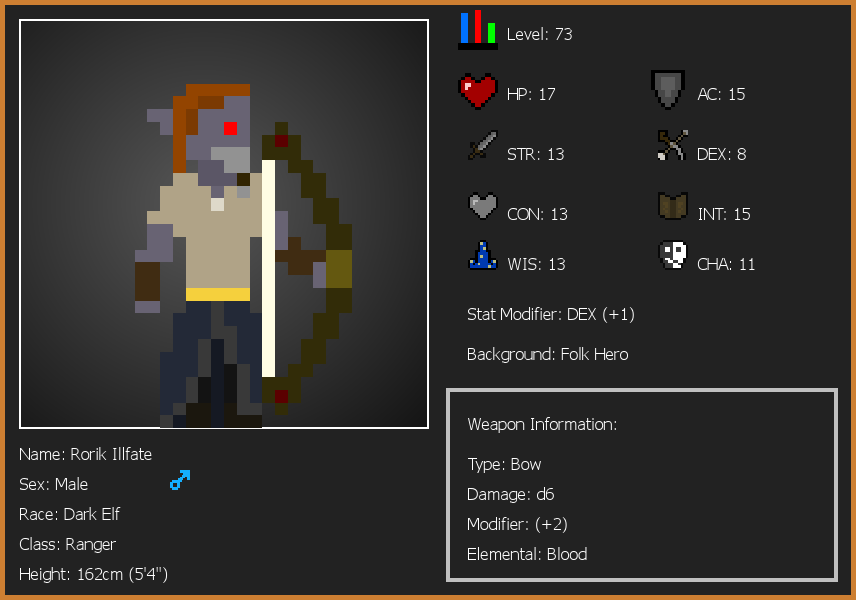 Level: 73
HP: 17
AC: 15
STR: 13
DEX: 8
CON: 13
INT: 15
WIS: 13
CHA: 11
Stat Modifier: DEX (+1)
Background: Folk Hero
Weapon Information:
Type: Bow
Damage: d6
Modifier: (+2)
Elemental: Blood
Name: Rorik Illfate
Sex: Male
Race: Dark Elf
Class: Ranger
Height: 162cm (5'4")